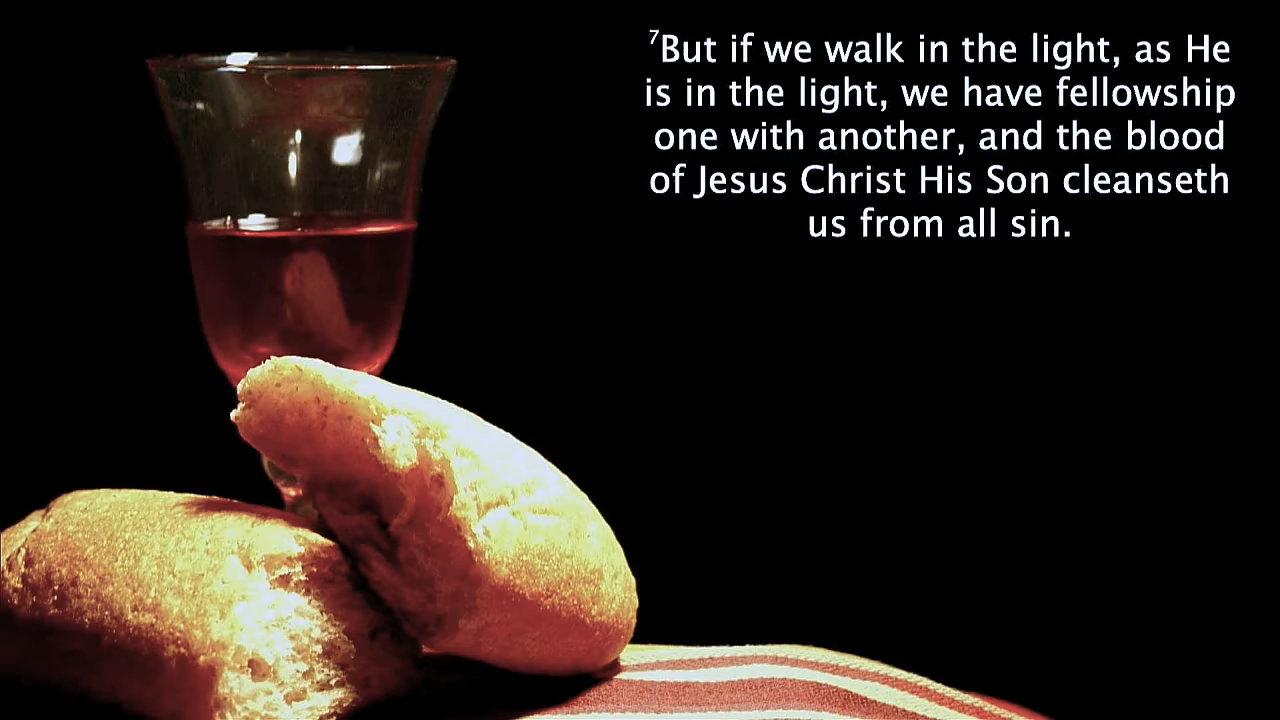 ⁷But if we walk in the light, as He
is in the light, we have fellowship
one with another, and the blood
of Jesus Christ His Son cleanseth
us from all sin.